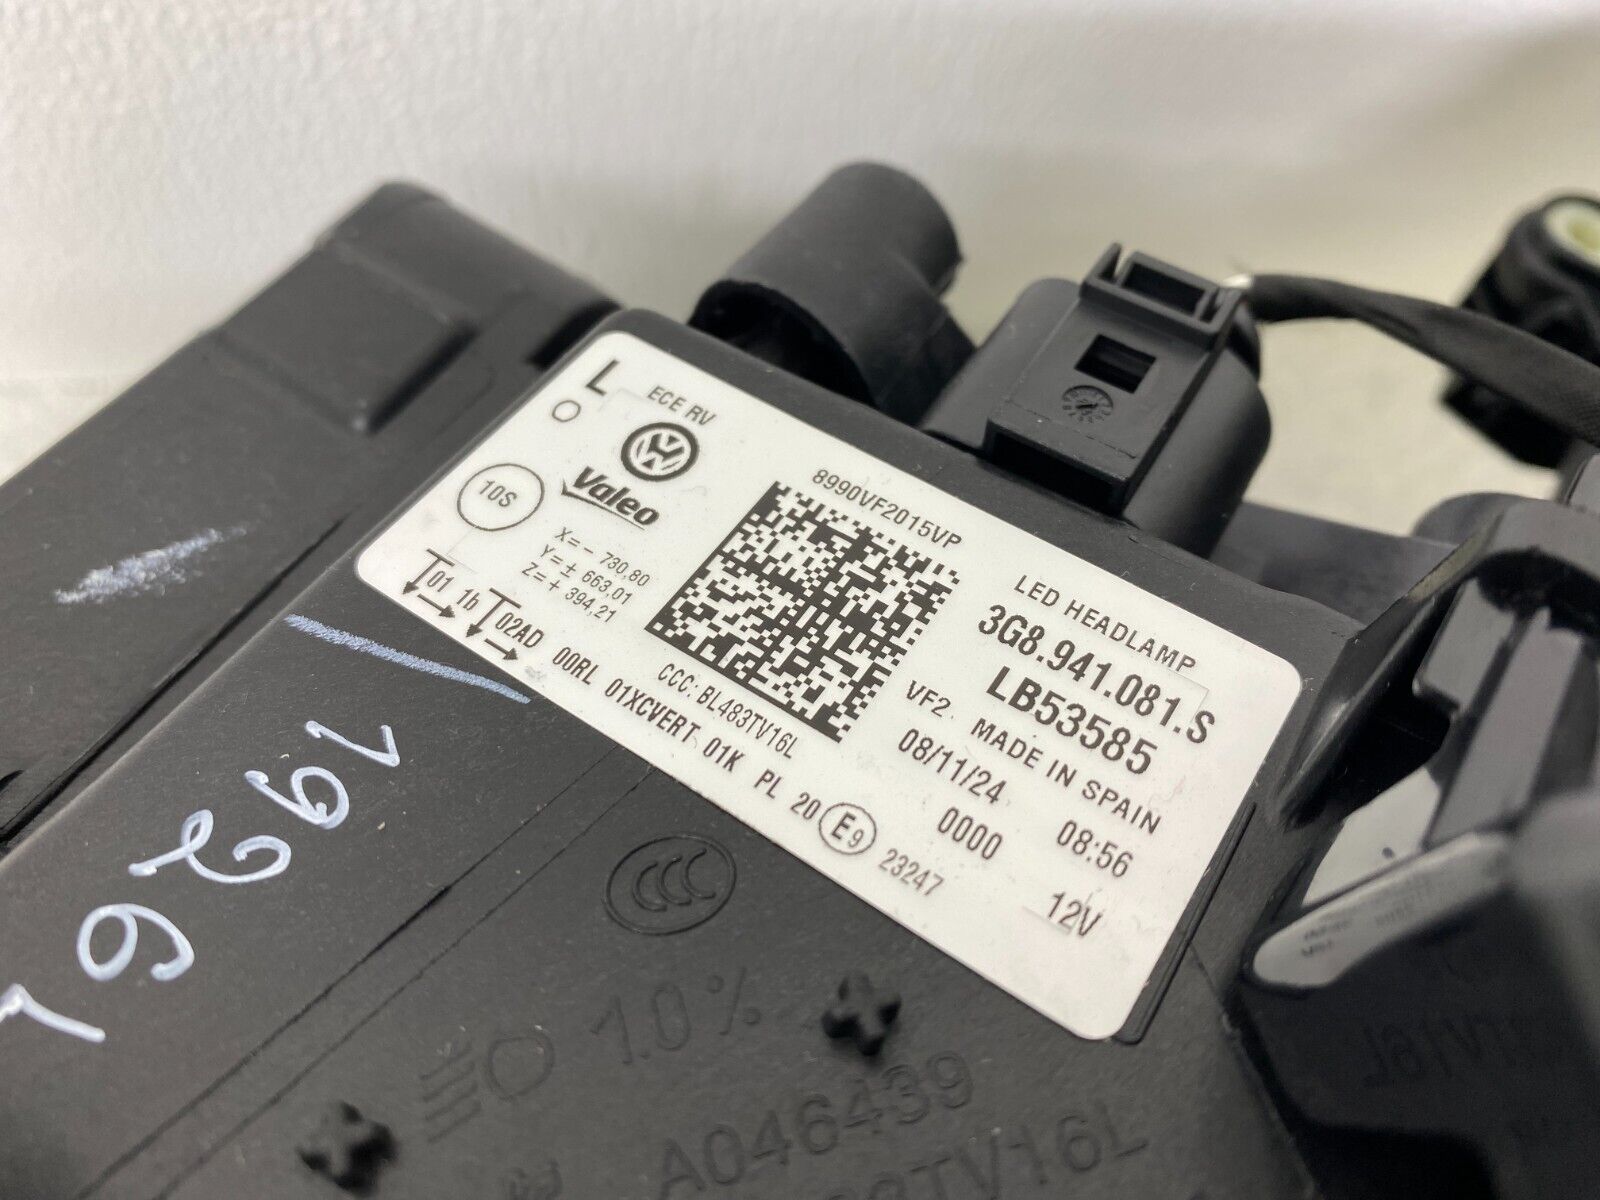 L
ECE RV
Valeo
10S
X=- 730,80
Y=± 663,01
Z=+ 394,21
01 1b 02AD 00RL 01XCVERT 01K PL 20 E9 23247
8990VF2015VP
CCC: BL483TV16L
LED HEADLAMP
3G8.941.081.S
LB53585
VF2 MADE IN SPAIN
08/11/24 08:56
0000 12V
1.0%
A046439
TV16L
1926